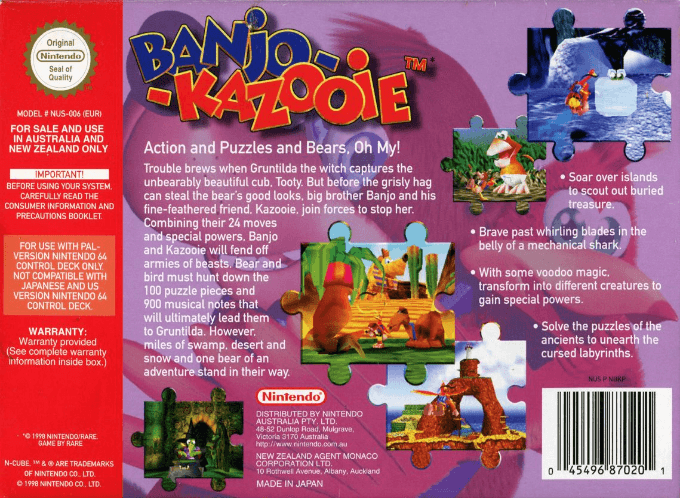 Original
Nintendo
Seal of
Quality
MODEL # NUS-006 (EUR)
FOR SALE AND USE
IN AUSTRALIA AND
NEW ZEALAND ONLY
IMPORTANT!
BEFORE USING YOUR SYSTEM,
CAREFULLY READ THE
CONSUMER INFORMATION AND
PRECAUTIONS BOOKLET.
FOR USE WITH PAL-
VERSION NINTENDO 64
CONTROL DECK ONLY.
NOT COMPATIBLE WITH
JAPANESE AND US
VERSION NINTENDO 64
CONTROL DECK.
WARRANTY:
Warranty provided
(See complete warranty
information inside box.)
©1998 NINTENDO/RARE.
GAME BY RARE
N-CUBE, ™ & ® ARE TRADEMARKS
OF NINTENDO CO., LTD.
© 1998 NINTENDO CO., LTD.
BANJO-
-KAZOOIE™
Action and Puzzles and Bears, Oh My!
Trouble brews when Gruntilda the witch captures the
unbearably beautiful cub, Tooty. But before the grisly hag
can steal the bear's good looks, big brother Banjo and his
fine-feathered friend, Kazooie, join forces to stop her.
Combining their 24 moves
and special powers, Banjo
and Kazooie will fend off
armies of beasts. Bear and
bird must hunt down the
100 puzzle pieces and
900 musical notes that
will ultimately lead them
to Gruntilda. However,
miles of swamp, desert and
snow and one bear of an
adventure stand in their way.
• Soar over islands
to scout out buried
treasure.
• Brave past whirling blades in the
belly of a mechanical shark.
• With some voodoo magic,
transform into different creatures to
gain special powers.
• Solve the puzzles of the
ancients to unearth the
cursed labyrinths.
Nintendo®
DISTRIBUTED BY NINTENDO
AUSTRALIA PTY. LTD.
48-52 Dunlop Road, Mulgrave,
Victoria 3170 Australia
http://www.nintendo.com.au
NEW ZEALAND AGENT MONACO
CORPORATION LTD.
10 Rothwell Avenue, Albany, Auckland
MADE IN JAPAN
0 45496 87020 1